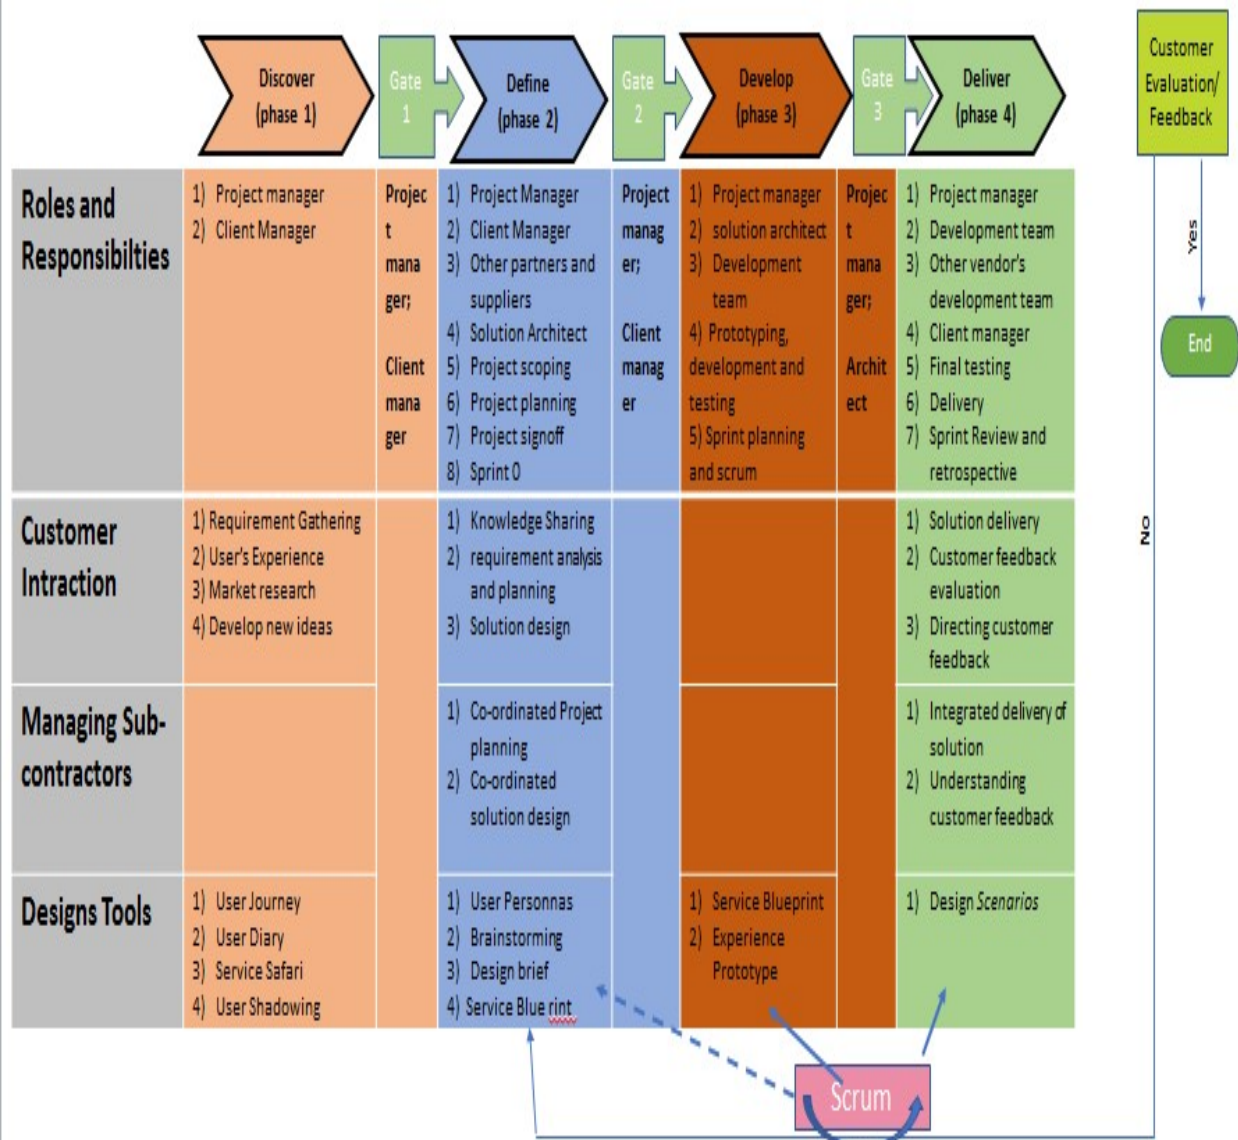 Discover
(phase 1)
Gate
1
Define
(phase 2)
Gate
2
Develop
(phase 3)
Gate
3
Deliver
(phase 4)
Customer
Evaluation/
Feedback
Yes
End
No
Roles and
Responsibilties
1) Project manager
2) Client Manager
Projec
t
mana
ger;
Client
mana
ger
1) Project Manager
2) Client Manager
3) Other partners and
suppliers
4) Solution Architect
5) Project scoping
6) Project planning
7) Project signoff
8) Sprint 0
Project
manag
er;
Client
manag
er
1) Project manager
2) solution architect
3) Development
team
4) Prototyping,
development and
testing
5) Sprint planning
and scrum
Projec
t
mana
ger;
Archit
ect
1) Project manager
2) Development team
3) Other vendor's
development team
4) Client manager
5) Final testing
6) Delivery
7) Sprint Review and
retrospective
Customer
Intraction
1) Requirement Gathering
2) User's Experience
3) Market research
4) Develop new ideas
1) Knowledge Sharing
2) requirement analysis
and planning
3) Solution design
1) Solution delivery
2) Customer feedback
evaluation
3) Directing customer
feedback
Managing Sub-
contractors
1) Co-ordinated Project
planning
2) Co-ordinated
solution design
1) Integrated delivery of
solution
2) Understanding
customer feedback
Designs Tools
1) User Journey
2) User Diary
3) Service Safari
4) User Shadowing
1) User Personnas
2) Brainstorming
3) Design brief
4) Service Blue rint
1) Service Blueprint
2) Experience
Prototype
1) Design Scenarios
Scrum